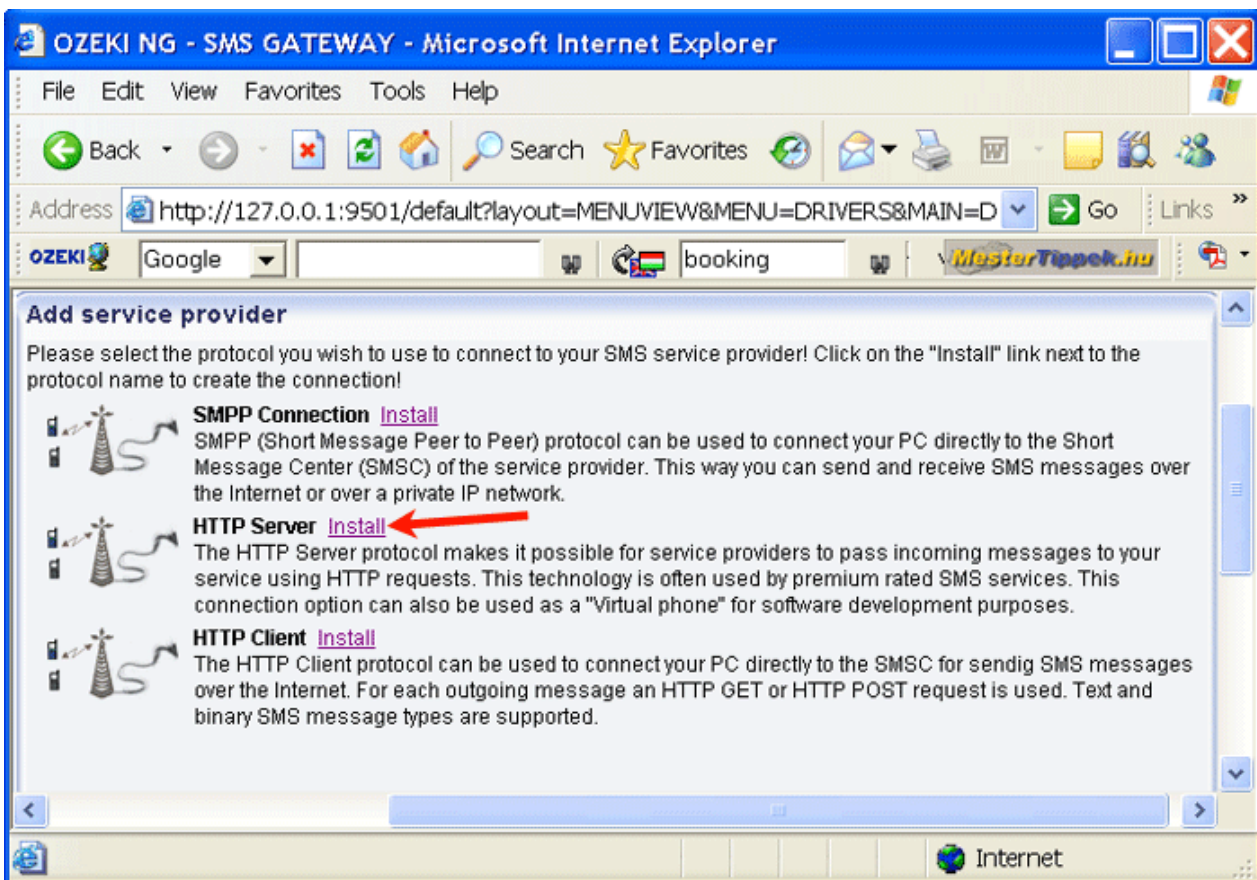 OZEKI NG - SMS GATEWAY - Microsoft Internet Explorer
File Edit View Favorites Tools Help
Back Search Favorites
Address http://127.0.0.1:9501/default?layout=MENUVIEW&MENU=DRIVERS&MAIN=D Go Links »
OZEKI Google booking MesterTippek.hu
Add service provider
Please select the protocol you wish to use to connect to your SMS service provider! Click on the "Install" link next to the
protocol name to create the connection!
SMPP Connection Install
SMPP (Short Message Peer to Peer) protocol can be used to connect your PC directly to the Short
Message Center (SMSC) of the service provider. This way you can send and receive SMS messages over
the Internet or over a private IP network.
HTTP Server Install
The HTTP Server protocol makes it possible for service providers to pass incoming messages to your
service using HTTP requests. This technology is often used by premium rated SMS services. This
connection option can also be used as a "Virtual phone" for software development purposes.
HTTP Client Install
The HTTP Client protocol can be used to connect your PC directly to the SMSC for sendig SMS messages
over the Internet. For each outgoing message an HTTP GET or HTTP POST request is used. Text and
binary SMS message types are supported.
Internet